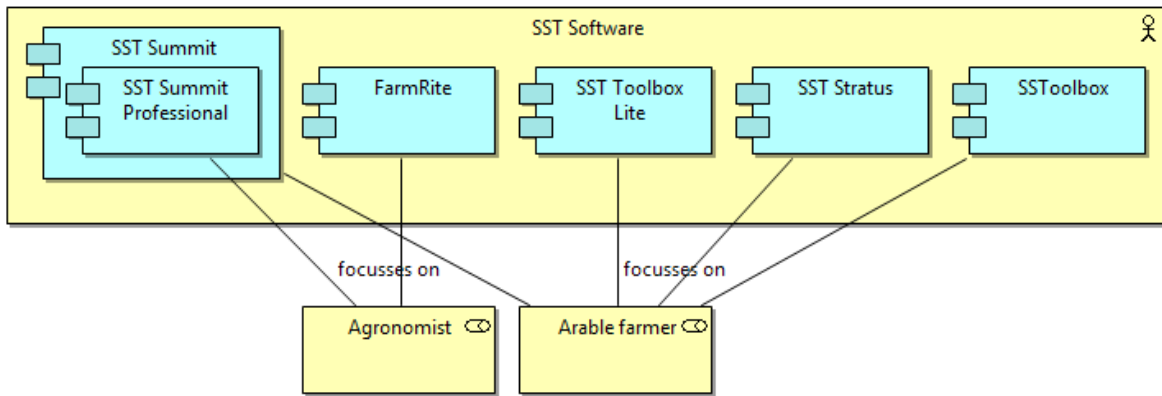 SST Software
SST Summit
SST Summit
Professional
FarmRite
SST Toolbox
Lite
SST Stratus
SSToolbox
focusses on
focusses on
Agronomist
Arable farmer